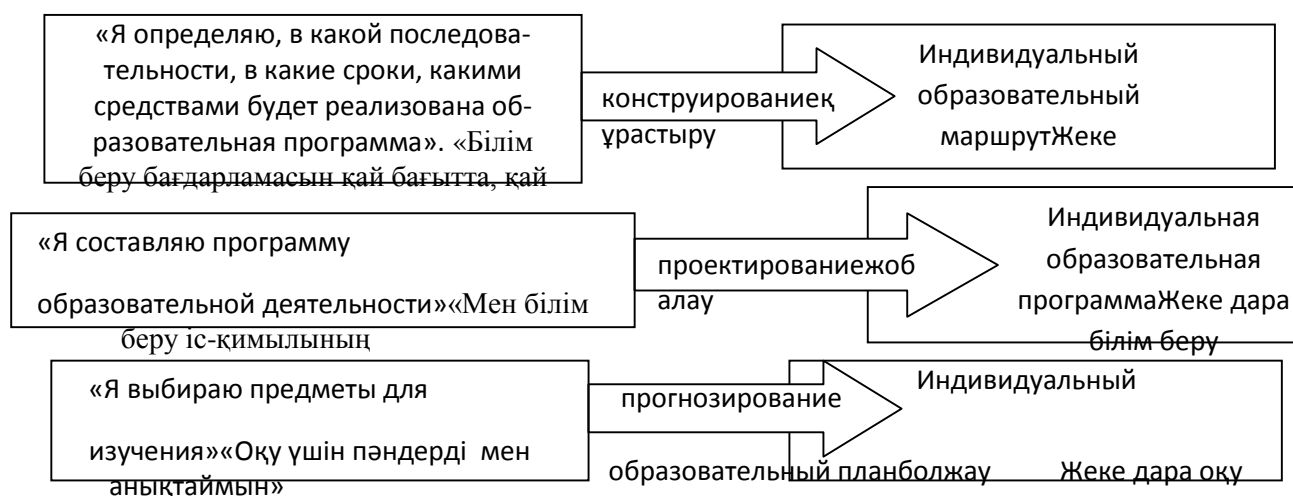 «Я определяю, в какой последова-
тельности, в какие сроки, какими
средствами будет реализована об-
разовательная программа». «Білім
беру бағдарламасын қай бағытта, қай
конструированиеқ
ұрастыру
Индивидуальный
образовательный
маршрутЖеке
«Я составляю программу
образовательной деятельности»«Мен білім
беру іс-қимылының
проектированиежоб
алау
Индивидуальная
образовательная
программаЖеке дара
білім беру
«Я выбираю предметы для
изучения»«Оқу үшін пәндерді мен
анықтаймын»
прогнозирование
Индивидуальный
образовательный планболжау Жеке дара оқу